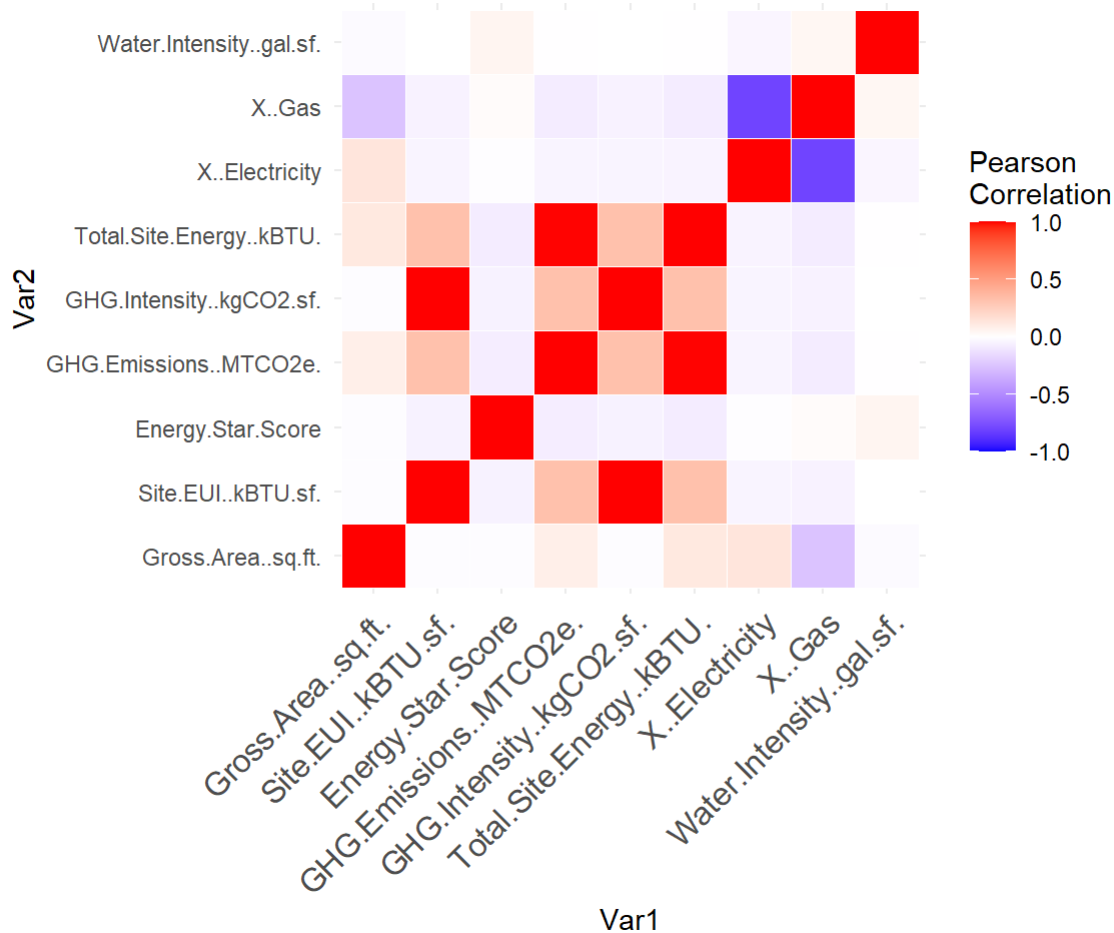 Water.Intensity..gal.sf.
X..Gas
X..Electricity
Total.Site.Energy..kBTU.
GHG.Intensity..kgCO2.sf.
GHG.Emissions..MTCO2e.
Energy.Star.Score
Site.EUI..kBTU.sf.
Gross.Area..sq.ft.
Var2
Gross.Area..sq.ft.
Site.EUI..kBTU.sf.
Energy.Star.Score
GHG.Emissions..MTCO2e.
GHG.Intensity..kgCO2.sf.
Total.Site.Energy..kBTU.
X..Electricity
X..Gas
Water.Intensity..gal.sf.
Var1
Pearson
Correlation
1.0
0.5
0.0
-0.5
-1.0